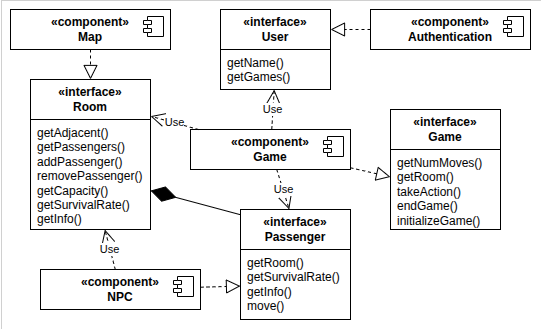 «component»
Map
«interface»
User
getName()
getGames()
«component»
Authentication
«interface»
Room
getAdjacent()
getPassengers()
addPassenger()
removePassenger()
getCapacity()
getSurvivalRate()
getInfo()
Use
Use
«component»
Game
«interface»
Game
getNumMoves()
getRoom()
takeAction()
endGame()
initializeGame()
Use
«interface»
Passenger
getRoom()
getSurvivalRate()
getInfo()
move()
Use
«component»
NPC